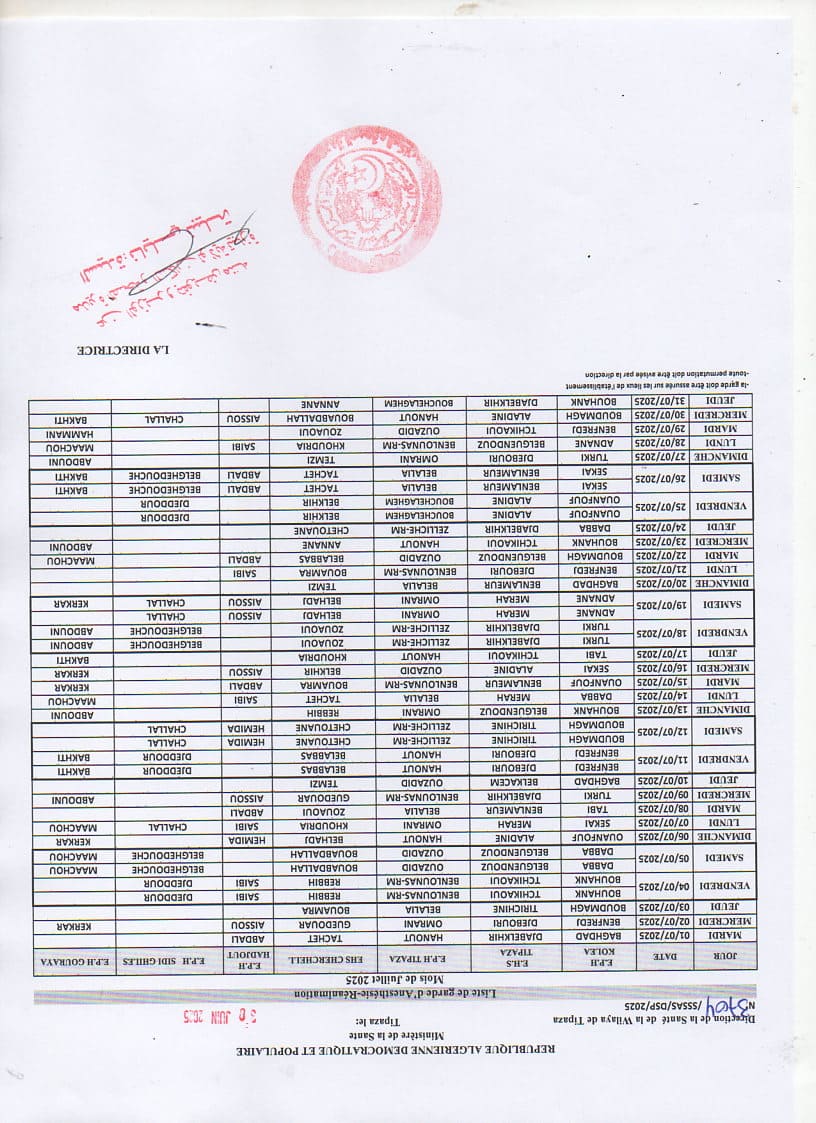 REPUBLIQUE ALGERIENNE DEMOCRATIQUE ET POPULAIRE
Ministère de la Sante
Direction de la Santé de la Wilaya de Tipaza Tipaza le: 30 JUIN 2025
N°3704/SSSAS/DSP/2025
Liste de garde d'Anesthésie-Réanimation
Mois de Juillet 2025
JOUR DATE E.P.H KOLEA E.H.S TIPAZA E.P.H TIPAZA EHS CHERCHELL E.P.H HADJOUT E.P.H SIDI GHILES E.P.H GOURAYA
MARDI 01/07/2025 BAGHDAD DJABELKHIR HANOUT TACHET ABDALI
MERCREDI 02/07/2025 BENFREDJ DJEBOURI OMRANI GUEDOUAR AISSOU KERKAR
JEUDI 03/07/2025 BOUDMAGH TIRICHINE BELALIA BOUAMRA
VENDREDI 04/07/2025 BOUHANK TCHIKAOUI BENLOUNAS-RM REBBIH SAIBI DJEDDOUR
BOUHANK TCHIKAOUI BENLOUNAS-RM REBBIH SAIBI DJEDDOUR
SAMEDI 05/07/2025 DABBA BELGUENDOUZ OUZADID BOUABDALLAH BELGHEDOUCHE MAACHOU
DABBA BELGUENDOUZ OUZADID BOUABDALLAH BELGHEDOUCHE MAACHOU
DIMANCHE 06/07/2025 OUANFOUF ALADINE HANOUT BELHADJ HEMIDA KERKAR
LUNDI 07/07/2025 SEKAI MERAH OMRANI KHOUDRIA SAIBI CHALLAL MAACHOU
MARDI 08/07/2025 TABI BENLAMEUR BELALIA ZOUAOUI ABDALI
MERCREDI 09/07/2025 TURKI DJABELKHIR BENLOUNAS-RM GUEDOUAR AISSOU ABDOUNI
JEUDI 10/07/2025 BAGHDAD BELKACEM OUZADID TEMZI
VENDREDI 11/07/2025 BENFREDJ DJEBOURI HANOUT BELABBAS DJEDDOUR BAKHTI
BENFREDJ DJEBOURI HANOUT BELABBAS DJEDDOUR BAKHTI
SAMEDI 12/07/2025 BOUDMAGH TIRICHINE ZELLICHE-RM CHETOUANE HEMIDA CHALLAL
BOUDMAGH TIRICHINE ZELLICHE-RM CHETOUANE HEMIDA CHALLAL
DIMANCHE 13/07/2025 BOUHANK BELGUENDOUZ OMRANI REBBIH ABDOUNI
LUNDI 14/07/2025 DABBA MERAH BELALIA TACHET SAIBI MAACHOU
MARDI 15/07/2025 OUANFOUF BENLAMEUR BENLOUNAS-RM BOUAMRA ABDALI KERKAR
MERCREDI 16/07/2025 SEKAI ALADINE OUZADID BELKHIR AISSOU KERKAR
JEUDI 17/07/2025 TABI TCHIKAOUI HANOUT KHOUDRIA BAKHTI
VENDREDI 18/07/2025 TURKI DJABELKHIR ZELLICHE-RM ZOUAOUI BELGHEDOUCHE ABDOUNI
TURKI DJABELKHIR ZELLICHE-RM ZOUAOUI BELGHEDOUCHE ABDOUNI
SAMEDI 19/07/2025 ADNANE MERAH OMRANI BELHADJ AISSOU CHALLAL
ADNANE MERAH OMRANI BELHADJ AISSOU CHALLAL KERKAR
DIMANCHE 20/07/2025 BAGHDAD BENLAMEUR BELALIA TEMZI
LUNDI 21/07/2025 BENFREDJ DJEBOURI BENLOUNAS-RM BOUAMRA SAIBI
MARDI 22/07/2025 BOUDMAGH BELGUENDOUZ OUZADID BELABBAS ABDALI MAACHOU
MERCREDI 23/07/2025 BOUHANK TCHIKAOUI HANOUT ANNANE ABDOUNI
JEUDI 24/07/2025 DABBA DJABELKHIR ZELLICHE-RM CHETOUANE
VENDREDI 25/07/2025 OUANFOUF ALADINE BOUCHELAGHEM BELKHIR DJEDDOUR
OUANFOUF ALADINE BOUCHELAGHEM BELKHIR DJEDDOUR
SAMEDI 26/07/2025 SEKAI BENLAMEUR BELALIA TACHET ABDALI BELGHEDOUCHE BAKHTI
SEKAI BENLAMEUR BELALIA TACHET ABDALI BELGHEDOUCHE BAKHTI
DIMANCHE 27/07/2025 TURKI DJEBOURI OMRANI TEMZI ABDOUNI
LUNDI 28/07/2025 ADNANE BELGUENDOUZ BENLOUNAS-RM KHOUDRIA SAIBI MAACHOU
MARDI 29/07/2025 BENFREDJ TCHIKAOUI OUZADID ZOUAOUI HAMMANI
MERCREDI 30/07/2025 BOUDMAGH ALADINE HANOUT BOUABDALLAH AISSOU CHALLAL BAKHTI
JEUDI 31/07/2025 BOUHANK DJABELKHIR BOUCHELAGHEM ANNANE
-la garde doit être assurée sur les lieux de l'établissement
-toute permutation doit être avisée par la direction
LA DIRECTRICE
عن الوزير و بتفويض منه
مديرة الصحة و السكان لولاية تيبازة
السيدة: نايلي نبيلة